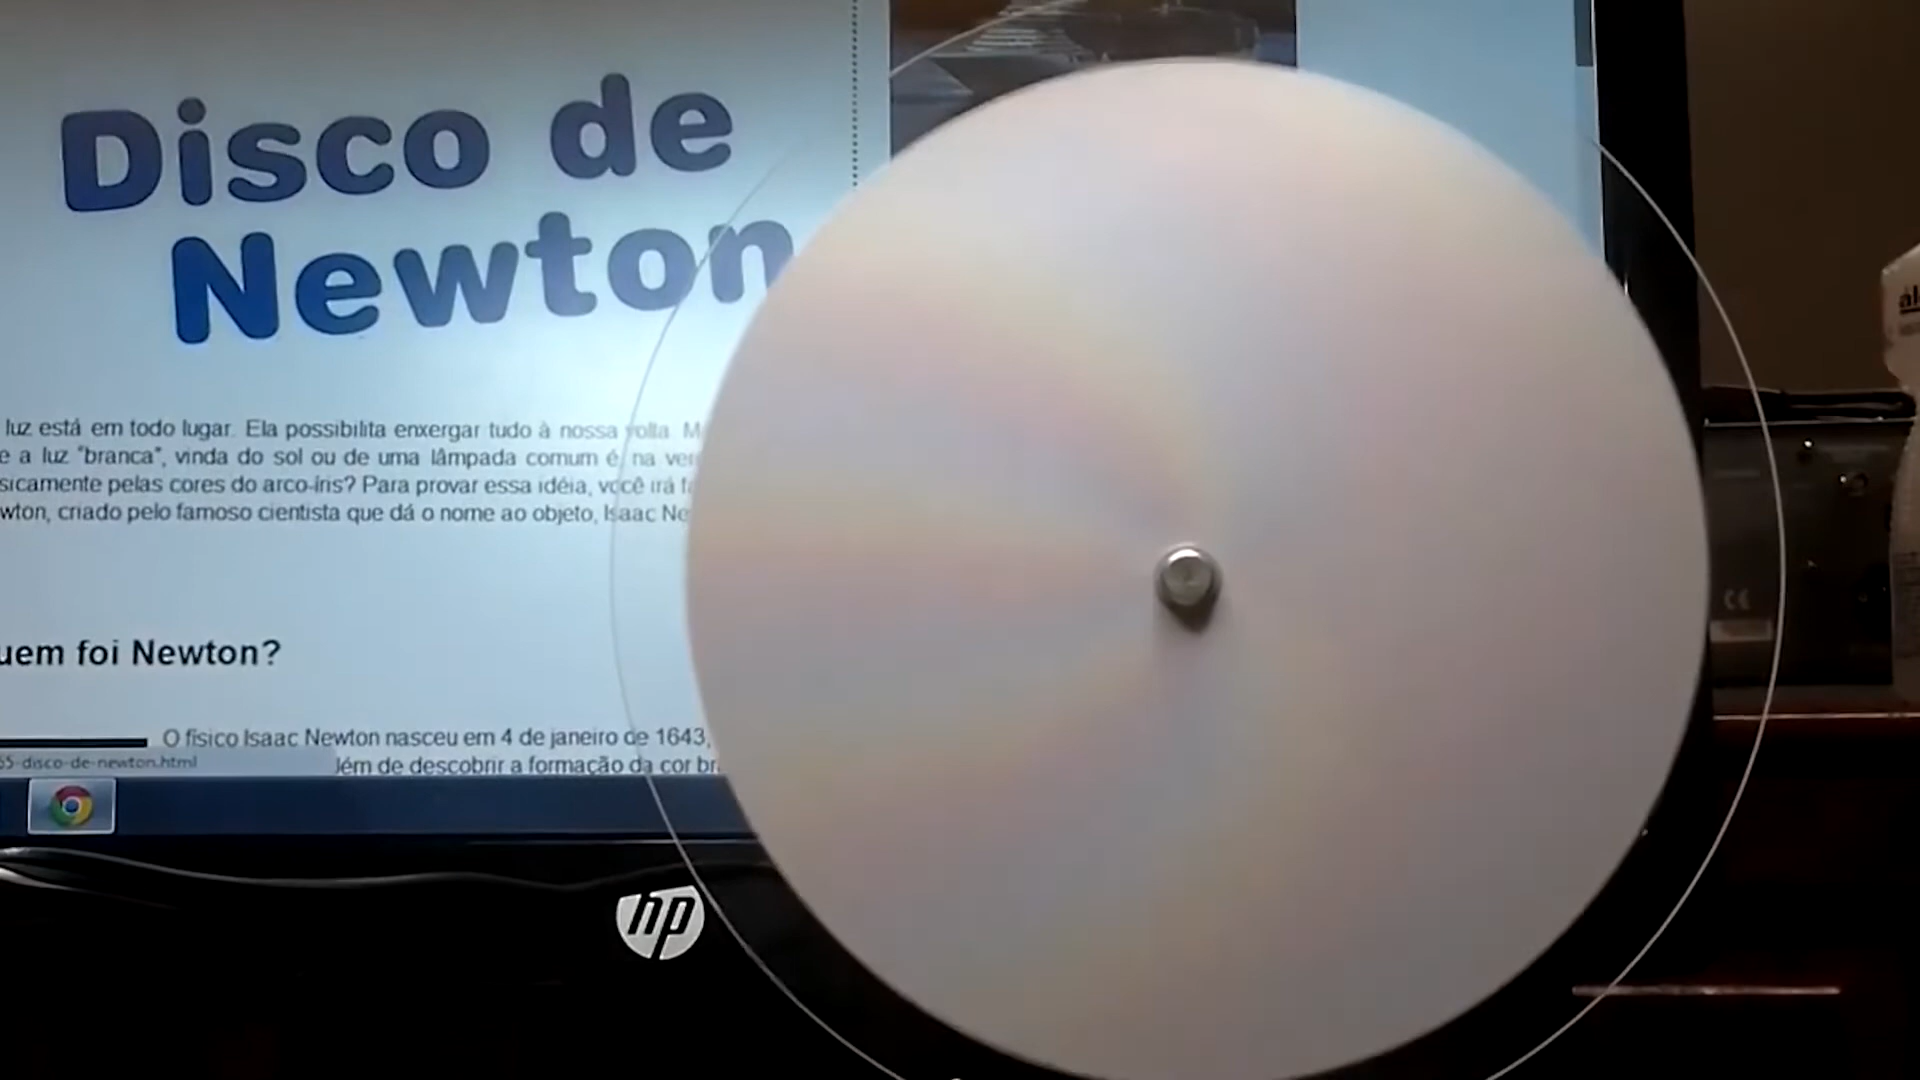 Disco de
Newton
luz está em todo lugar. Ela possibilita enxergar tudo à nossa volta.
e a luz "branca", vinda do sol ou de uma lâmpada comum é, na
sicamente pelas cores do arco-íris? Para provar essa idéia, você irá
wton, criado pelo famoso cientista que dá o nome ao objeto, Isaac Ne
uem foi Newton?
O físico Isaac Newton nasceu em 4 de janeiro de 1643,
55-disco-de-newton.html
lém de descobrir a formação da cor
hp
CE